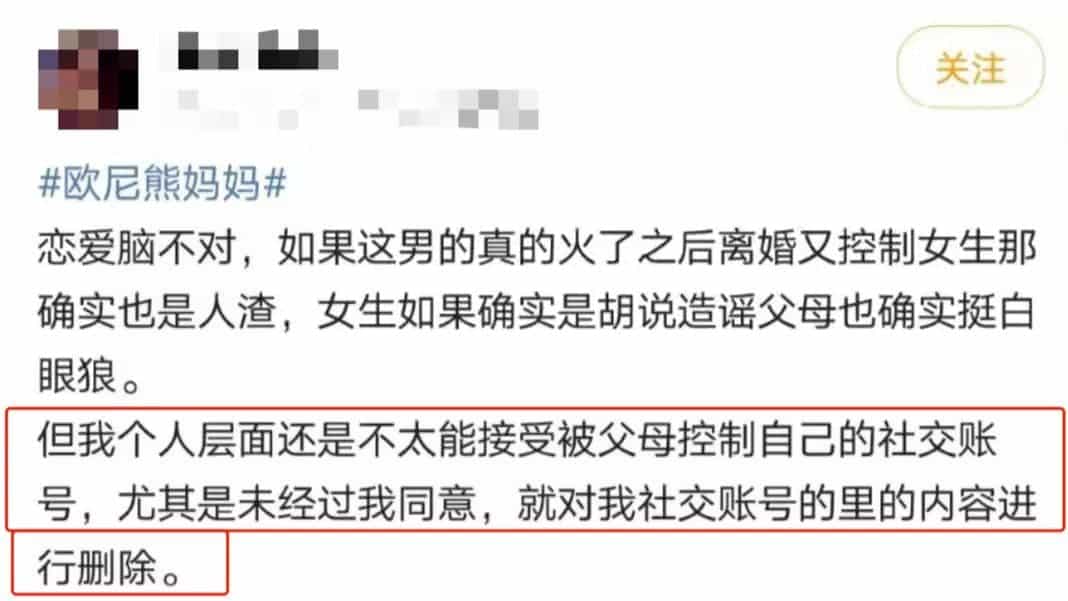 关注
#欧尼熊妈妈#
恋爱脑不对，如果这男的真的火了之后离婚又控制女生那
确实也是人渣，女生如果确实是胡说造谣父母也确实挺白
眼狼。
但我个人层面还是不太能接受被父母控制自己的社交账
号，尤其是未经过我同意，就对我社交账号的里的内容进
行删除。